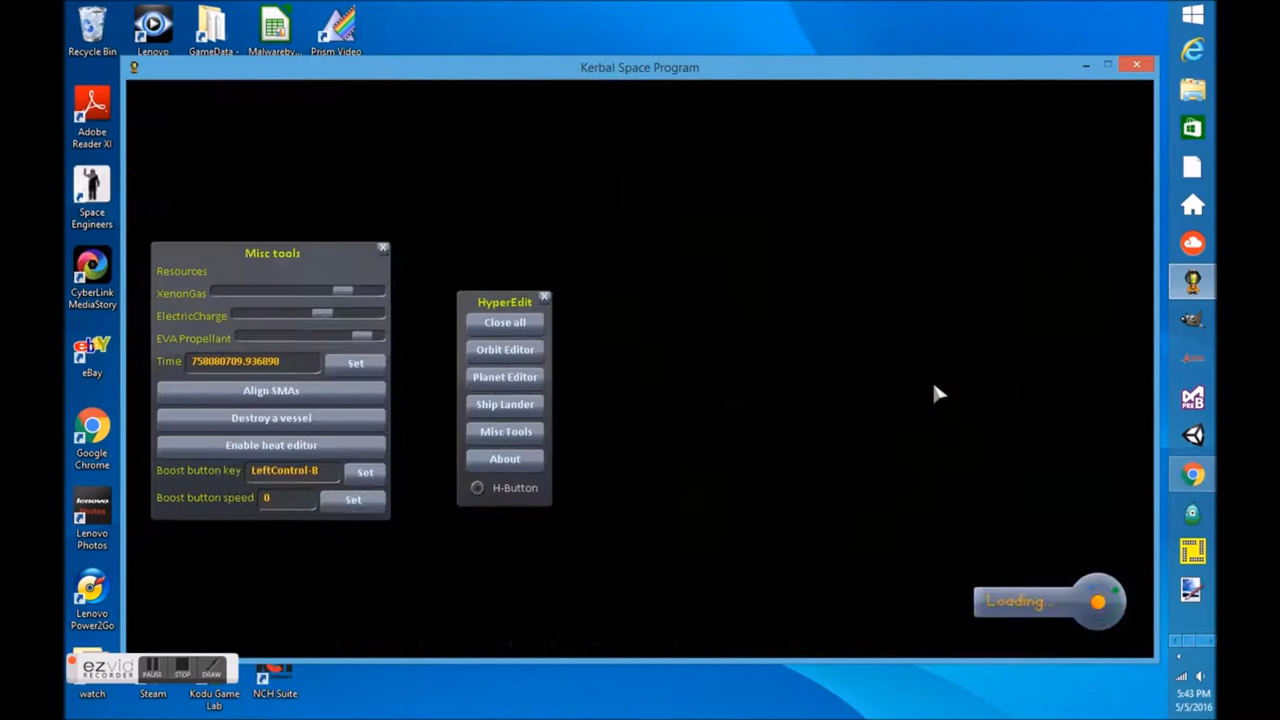 Recycle Bin
Lenovo
GameData -
Malwareby...
Prism Video
Kerbal Space Program
Adobe
Reader XI
Space
Engineers
CyberLink
MediaStory
eBay
Google
Chrome
lenovo
Photos
Lenovo
Photos
Lenovo
Power2Go
Misc tools
X
Resources
XenonGas
ElectricCharge
EVA Propellant
Time 758080709.936898 Set
Align SMAs
Destroy a vessel
Enable heat editor
Boost button key LeftControl-B Set
Boost button speed 0 Set
HyperEdit
X
Close all
Orbit Editor
Planet Editor
Ship Lander
Misc Tools
About
H-Button
Loading...
ezvid
RECORDER
PAUSE STOP DRAW
watch
Steam
Kodu Game
Lab
NCH Suite
5:43 PM
5/5/2016